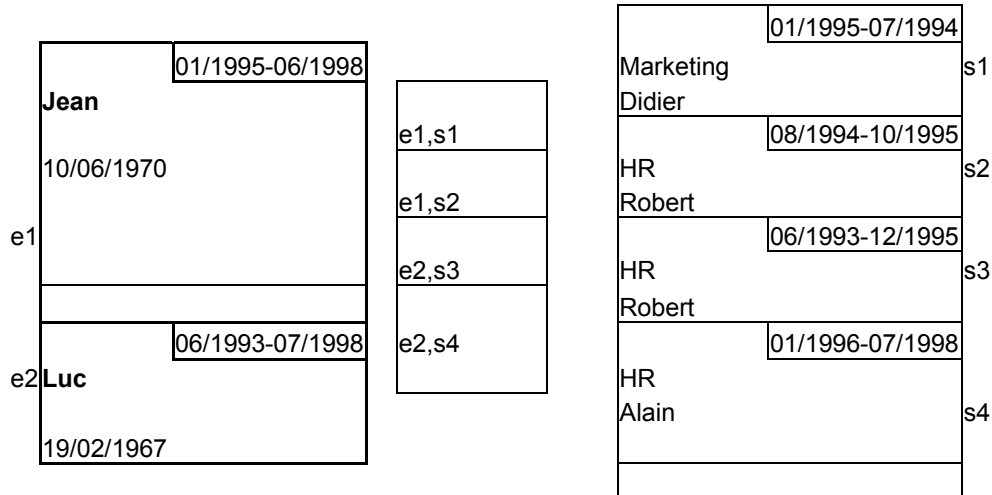 01/1995-06/1998
Jean
10/06/1970
e1
06/1993-07/1998
e2
Luc
19/02/1967
e1,s1
e1,s2
e2,s3
e2,s4
01/1995-07/1994
Marketing
s1
Didier
08/1994-10/1995
HR
s2
Robert
06/1993-12/1995
HR
s3
Robert
01/1996-07/1998
HR
Alain
s4